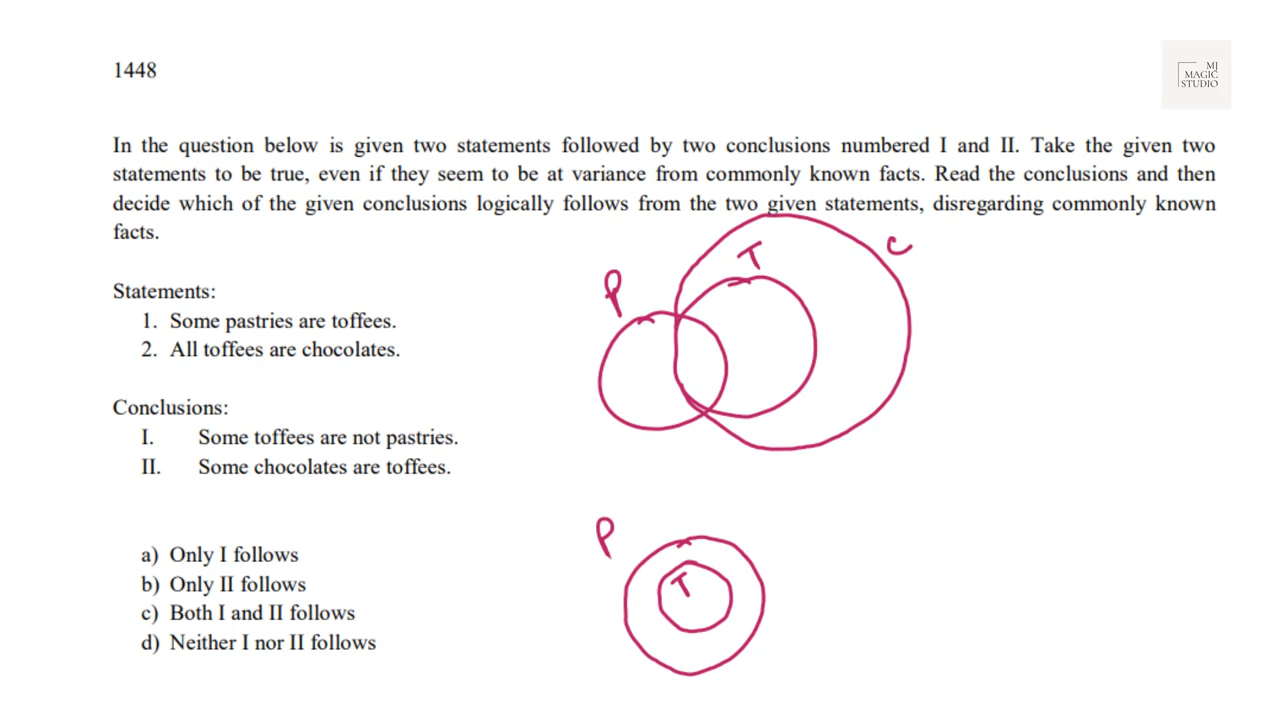 1448
MJ
MAGIC
STUDIO
In the question below is given two statements followed by two conclusions numbered I and II. Take the given two
statements to be true, even if they seem to be at variance from commonly known facts. Read the conclusions and then
decide which of the given conclusions logically follows from the two given statements, disregarding commonly known
facts.
C
T
P
Statements:
1. Some pastries are toffees.
2. All toffees are chocolates.
Conclusions:
I. Some toffees are not pastries.
II. Some chocolates are toffees.
P
T
a) Only I follows
b) Only II follows
c) Both I and II follows
d) Neither I nor II follows